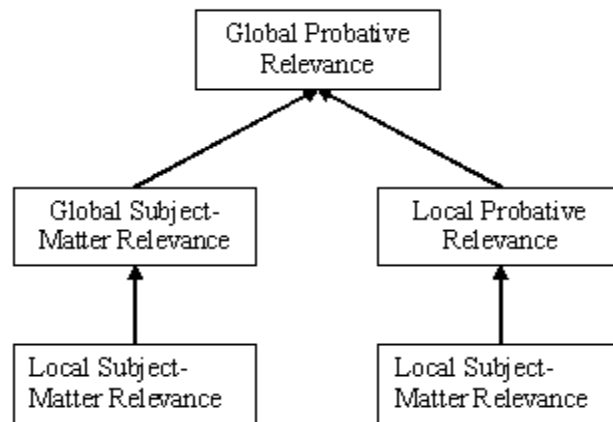 Global Probative
Relevance
Global Subject-
Matter Relevance
Local Probative
Relevance
Local Subject-
Matter Relevance
Local Subject-
Matter Relevance